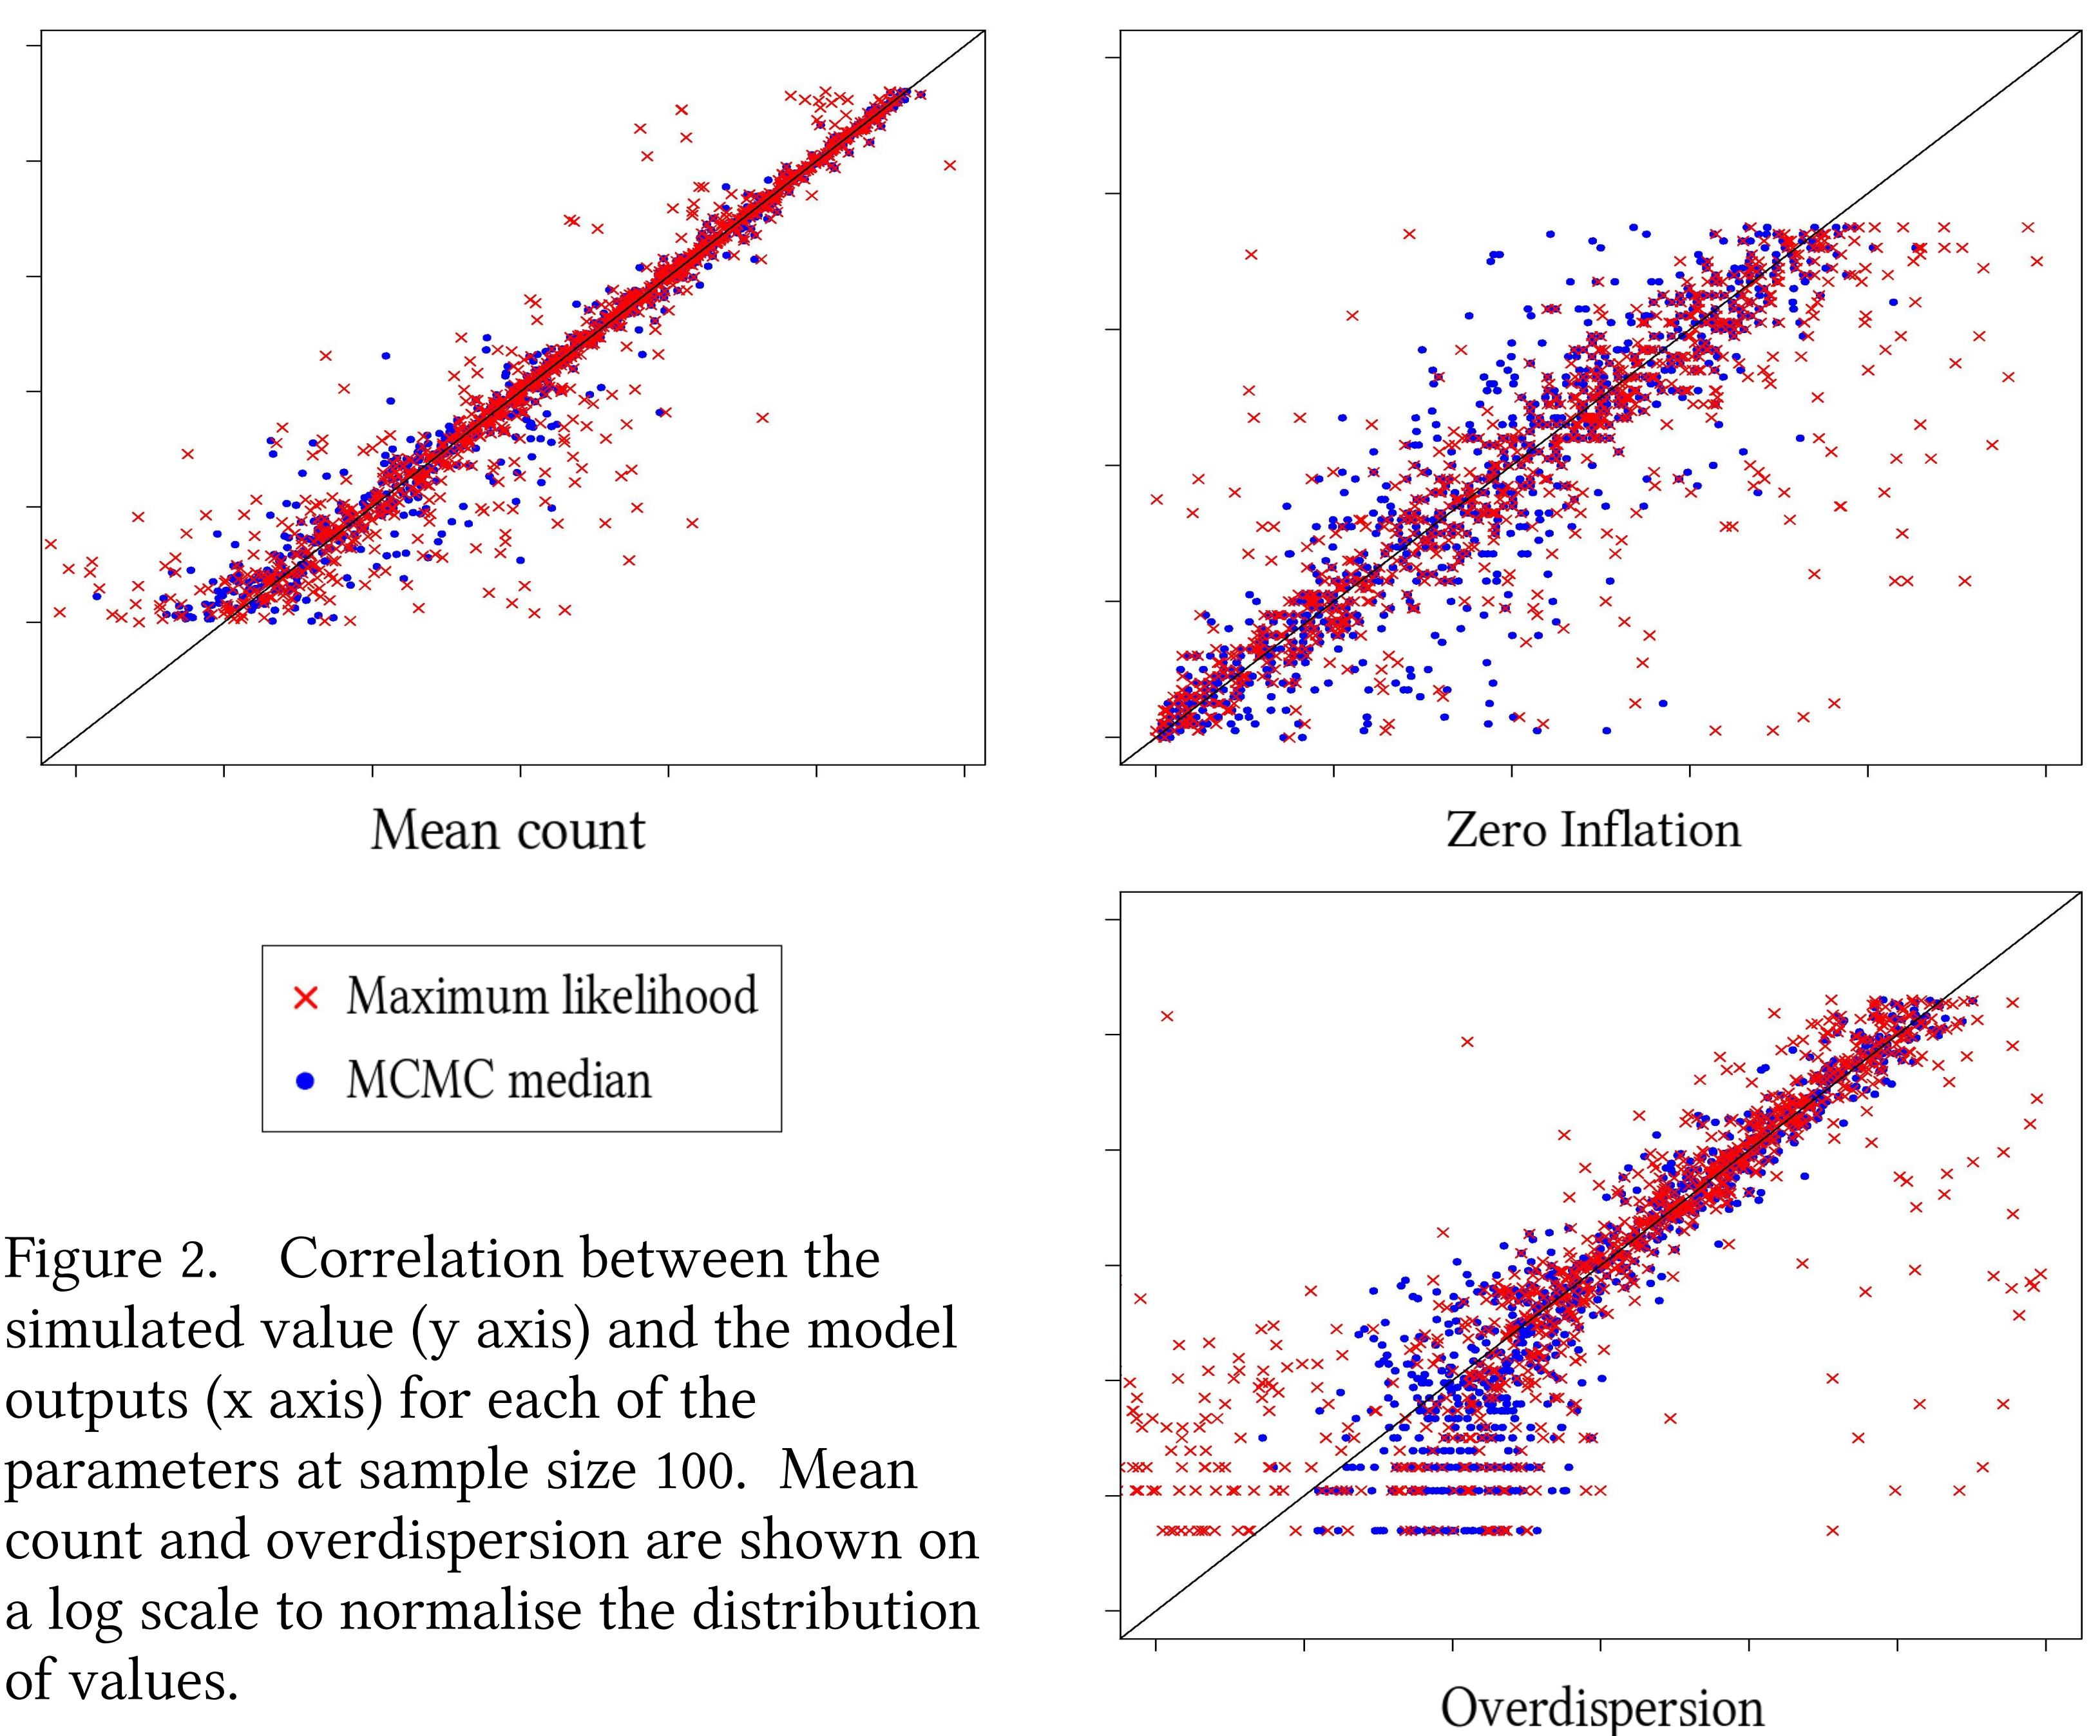 Mean count
Zero Inflation
Maximum likelihood
MCMC median
Figure 2. Correlation between the
simulated value (y axis) and the model
outputs (x axis) for each of the
parameters at sample size 100. Mean
count and overdispersion are shown on
a log scale to normalise the distribution
of values.
Overdispersion